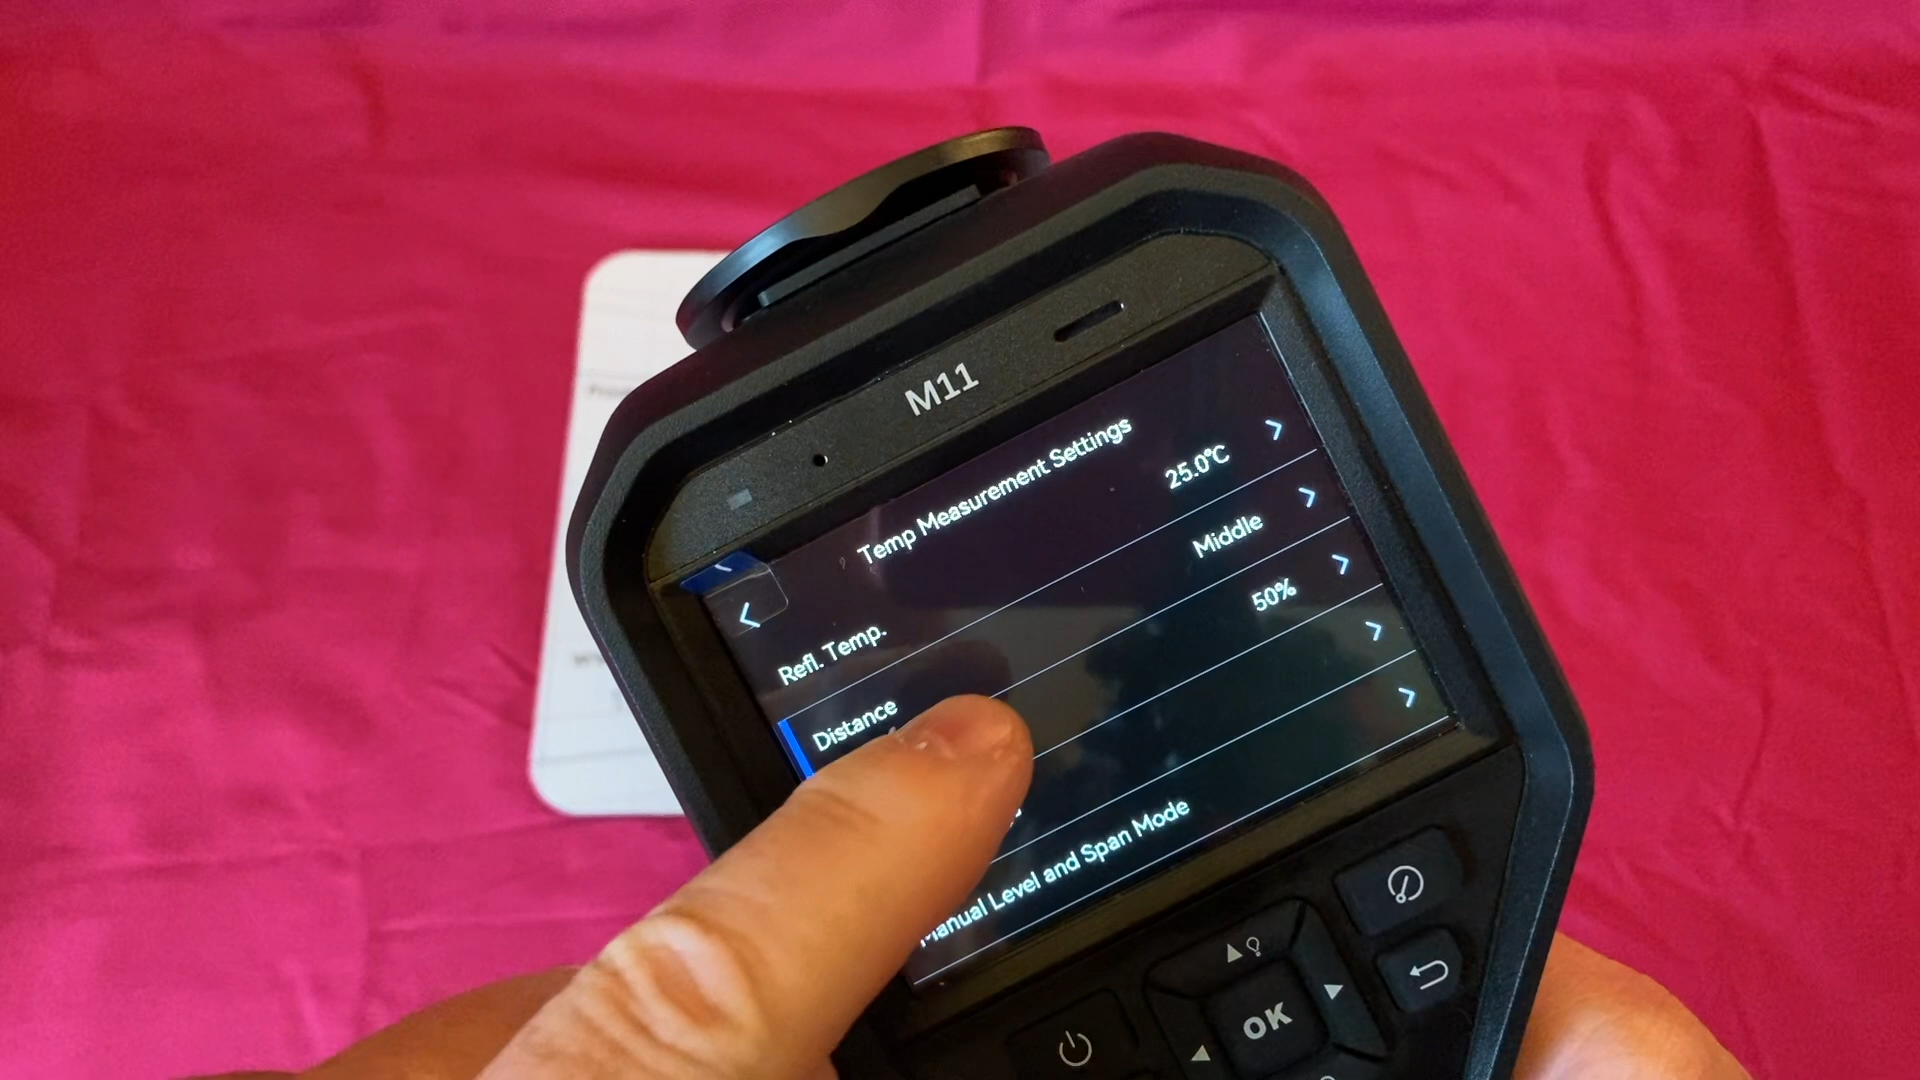 M11
Temp Measurement Settings
Refl. Temp. 25.0°C
Distance Middle
50%
Manual Level and Span Mode
OK